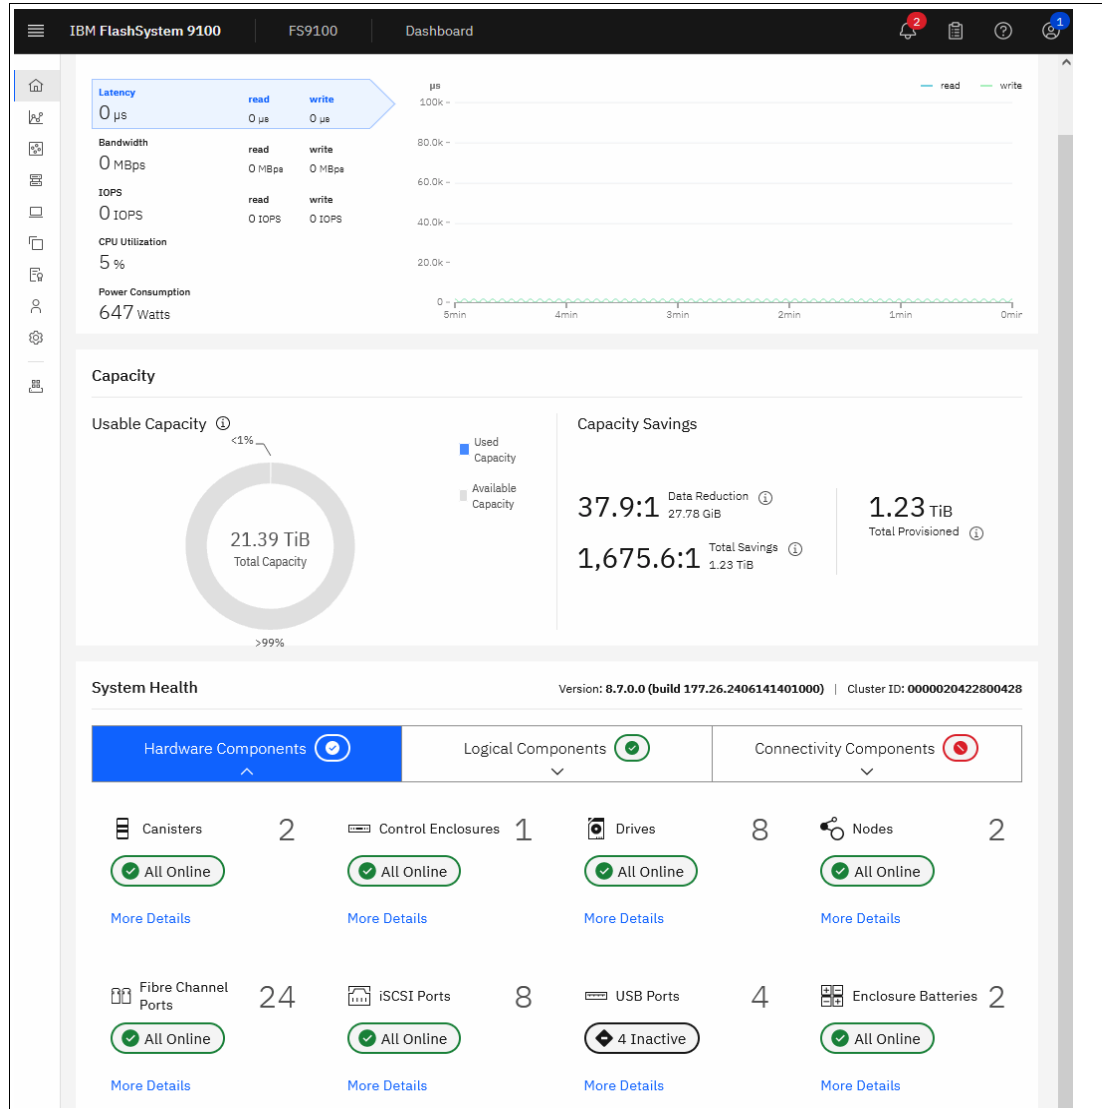 IBM FlashSystem 9100 FS9100 Dashboard 2 1
Latency read write
0 µs 0 µs 0 µs
Bandwidth read write
0 MBps 0 MBps 0 MBps
IOPS read write
0 IOPS 0 IOPS 0 IOPS
CPU Utilization
5 %
Power Consumption
647 Watts
µs read write
100k
80.0k
60.0k
40.0k
20.0k
0
5min 4min 3min 2min 1min 0min
Capacity
Usable Capacity
<1%
21.39 TiB
Total Capacity
>99%
Used
Capacity
Available
Capacity
Capacity Savings
37.9:1 Data Reduction
27.78 GiB
1,675.6:1 Total Savings
1.23 TiB
1.23 TiB
Total Provisioned
System Health Version: 8.7.0.0 (build 177.26.2406141401000) | Cluster ID: 0000020422800428
Hardware Components Logical Components Connectivity Components
Canisters 2 Control Enclosures 1 Drives 8 Nodes 2
All Online All Online All Online All Online
More Details More Details More Details More Details
Fibre Channel
Ports 24 iSCSI Ports 8 USB Ports 4 Enclosure Batteries 2
All Online All Online 4 Inactive All Online
More Details More Details More Details More Details